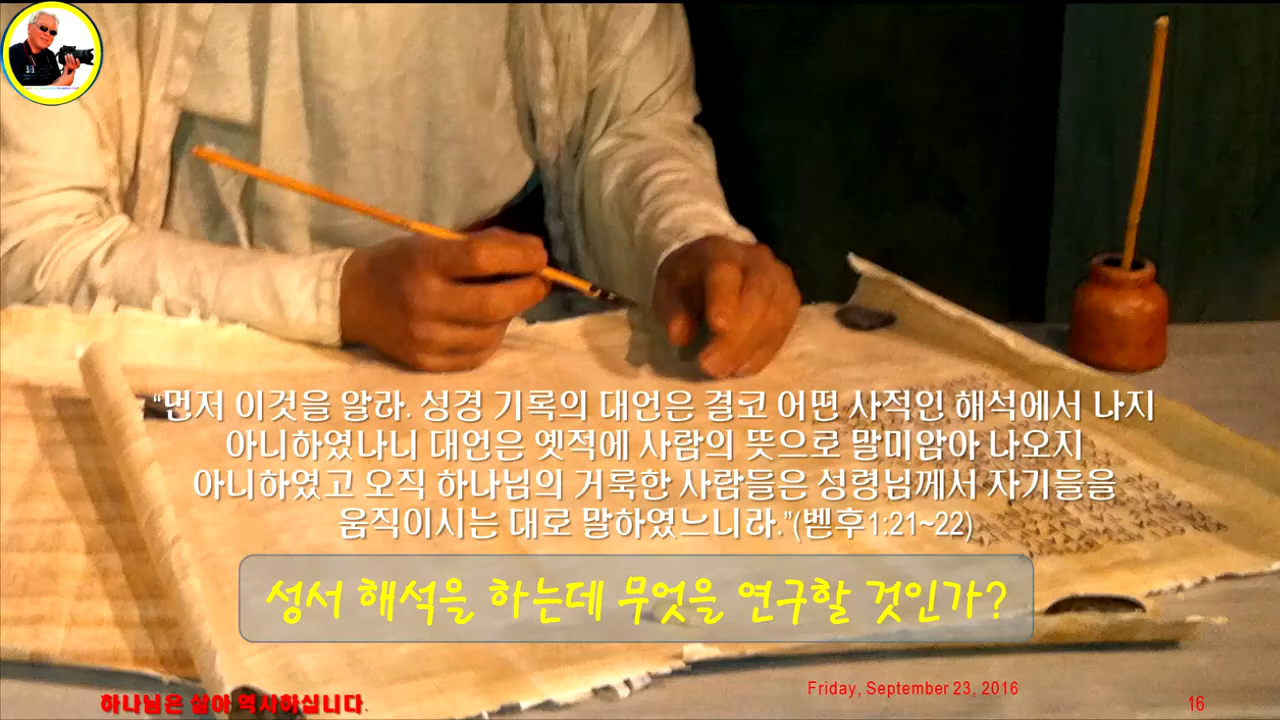 “먼저 이것을 알라. 성경 기록의 대언은 결코 어떤 사적인 해석에서 나지
아니하였나니 대언은 옛적에 사람의 뜻으로 말미암아 나오지
아니하였고 오직 하나님의 거룩한 사람들은 성령님께서 자기들을
움직이시는 대로 말하였느니라.”(벧후1:21~22)
성서 해석을 하는데 무엇을 연구할 것인가?
하나님은 살아 역사하십니다.
Friday, September 23, 2016
16